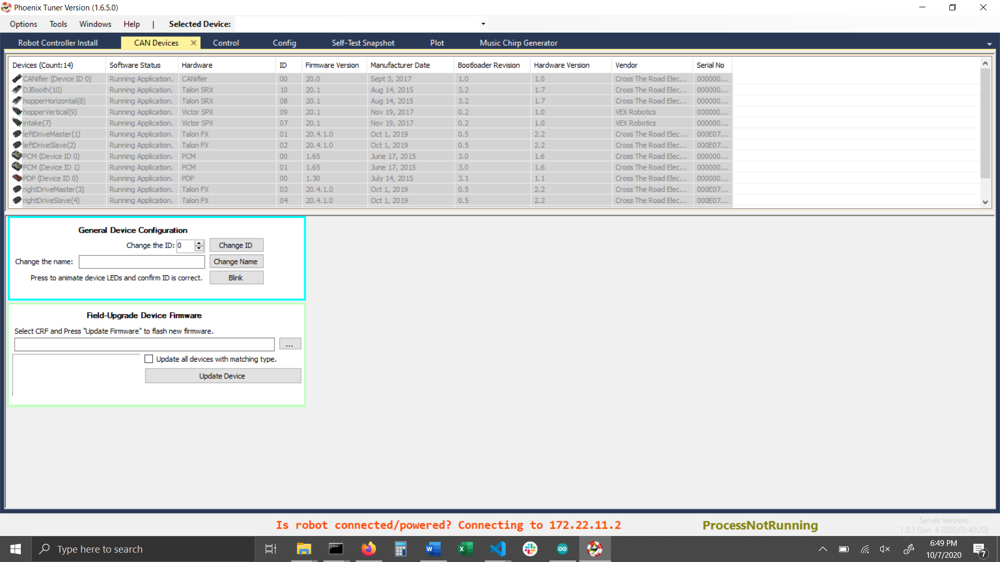 Phoenix Tuner Version (1.6.5.0)
Options Tools Windows Help | Selected Device:
Robot Controller Install CAN Devices Control Config Self-Test Snapshot Plot Music Chirp Generator
Devices (Count:14) Software Status Hardware ID Firmware Version Manufacturer Date Bootloader Revision Hardware Version Vendor Serial No
CANifier (Device ID 0) Running Application. CANifier 00 20.0 Sept 3, 2017 1.0 1.0 Cross The Road Elec... 000000...
DJBooth(10) Running Application. Talon SRX 10 20.1 Aug 14, 2015 3.2 1.7 Cross The Road Elec... 000000...
hopperHorizontal(8) Running Application. Talon SRX 08 20.1 Aug 14, 2015 3.2 1.7 Cross The Road Elec... 000000...
hopperVertical(9) Running Application. Victor SPX 09 20.1 Nov 19, 2017 0.2 1.0 VEX Robotics 000000...
intake(7) Running Application. Victor SPX 07 20.1 Nov 19, 2017 0.2 1.0 VEX Robotics 000000...
leftDriveMaster(1) Running Application. Talon FX 01 20.4.1.0 Oct 1, 2019 0.5 2.2 Cross The Road Elec... 000E07...
leftDriveSlave(2) Running Application. Talon FX 02 20.4.1.0 Oct 1, 2019 0.5 2.2 Cross The Road Elec... 000E07...
PCM (Device ID 0) Running Application. PCM 00 1.65 June 17, 2015 3.0 1.6 Cross The Road Elec... 000000...
PCM (Device ID 1) Running Application. PCM 01 1.65 June 17, 2015 3.0 1.6 Cross The Road Elec... 000000...
PDP (Device ID 0) Running Application. PDP 00 1.30 July 14, 2015 3.1 1.1 Cross The Road Elec... 000000...
rightDriveMaster(3) Running Application. Talon FX 03 20.4.1.0 Oct 1, 2019 0.5 2.2 Cross The Road Elec... 000E07...
rightDriveSlave(4) Running Application. Talon FX 04 20.4.1.0 Oct 1, 2019 0.5 2.2 Cross The Road Elec... 000E07...
General Device Configuration
Change the ID: 0 Change ID
Change the name: Change Name
Press to animate device LEDs and confirm ID is correct. Blink
Field-Upgrade Device Firmware
Select CRF and Press "Update Firmware" to flash new firmware.
...
Update all devices with matching type.
Update Device
Is robot connected/powered? Connecting to 172.22.11.2 ProcessNotRunning
Server Version:
1.8.1 (Jan 4 2020,05:40:20)
Type here to search
6:49 PM
10/7/2020
7